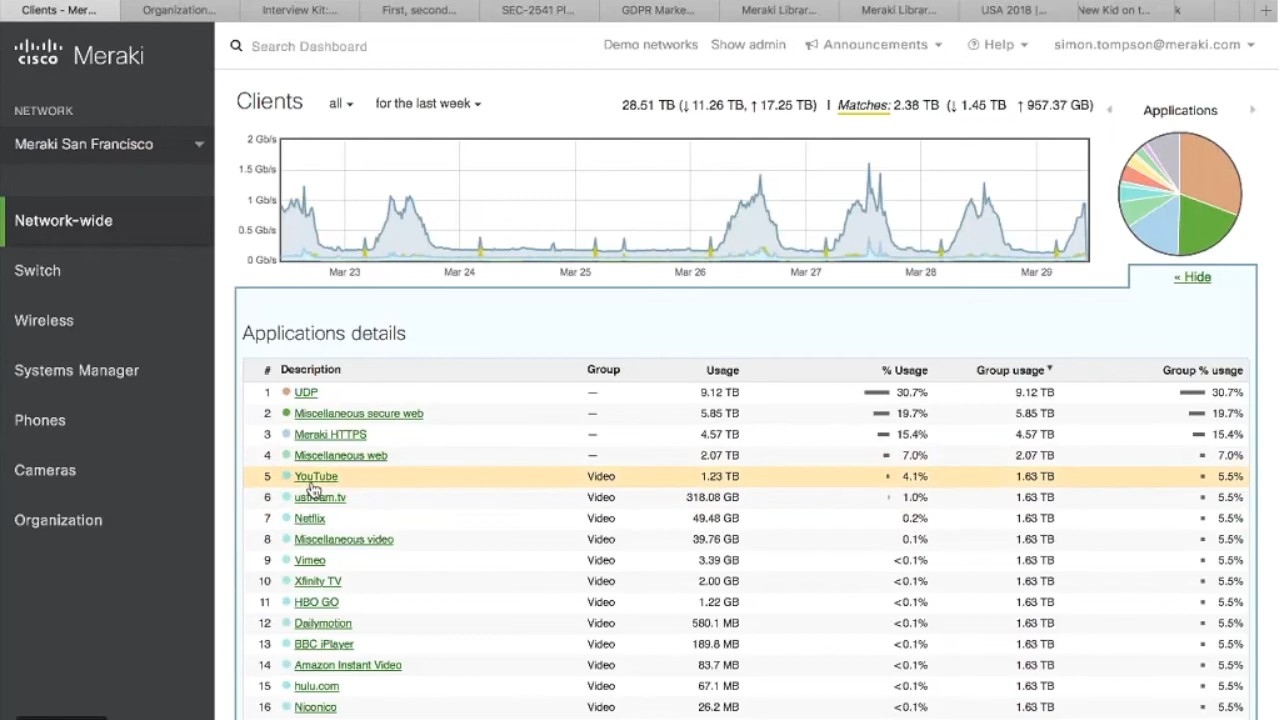 Clients - Mer... Organization... Interview Kit:... First, second... SEC-2541 Pl... GDPR Marke... Meraki Librar... Meraki Librar... USA 2018 |... New Kid on t... k +
cisco Meraki
Search Dashboard Demo networks Show admin Announcements Help simon.tompson@meraki.com
NETWORK
Meraki San Francisco
Network-wide
Switch
Wireless
Systems Manager
Phones
Cameras
Organization
Clients all for the last week 28.51 TB (↓ 11.26 TB, ↑ 17.25 TB) | Matches: 2.38 TB (↓ 1.45 TB ↑ 957.37 GB) Applications
2 Gb/s
1.5 Gb/s
1 Gb/s
0.5 Gb/s
0 Gb/s
Mar 23 Mar 24 Mar 25 Mar 26 Mar 27 Mar 28 Mar 29
« Hide
Applications details
# Description Group Usage % Usage Group usage Group % usage
1 UDP — 9.12 TB 30.7% 9.12 TB 30.7%
2 Miscellaneous secure web — 5.85 TB 19.7% 5.85 TB 19.7%
3 Meraki HTTPS — 4.57 TB 15.4% 4.57 TB 15.4%
4 Miscellaneous web — 2.07 TB 7.0% 2.07 TB 7.0%
5 YouTube Video 1.23 TB 4.1% 1.63 TB 5.5%
6 ustream.tv Video 318.08 GB 1.0% 1.63 TB 5.5%
7 Netflix Video 49.48 GB 0.2% 1.63 TB 5.5%
8 Miscellaneous video Video 39.76 GB 0.1% 1.63 TB 5.5%
9 Vimeo Video 3.39 GB <0.1% 1.63 TB 5.5%
10 Xfinity TV Video 2.00 GB <0.1% 1.63 TB 5.5%
11 HBO GO Video 1.22 GB <0.1% 1.63 TB 5.5%
12 Dailymotion Video 580.1 MB <0.1% 1.63 TB 5.5%
13 BBC iPlayer Video 189.8 MB <0.1% 1.63 TB 5.5%
14 Amazon Instant Video Video 83.7 MB <0.1% 1.63 TB 5.5%
15 hulu.com Video 67.1 MB <0.1% 1.63 TB 5.5%
16 Niconico Video 26.2 MB <0.1% 1.63 TB 5.5%